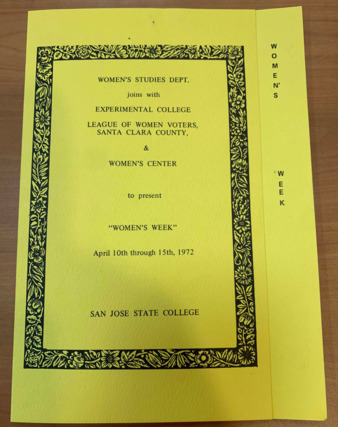 WOMEN'S STUDIES DEPT.
joins with
EXPERIMENTAL COLLEGE
LEAGUE OF WOMEN VOTERS,
SANTA CLARA COUNTY,
&
WOMEN'S CENTER
to present
"WOMEN'S WEEK"
April 10th through 15th, 1972
SAN JOSE STATE COLLEGE
WOMEN'S
WEEK